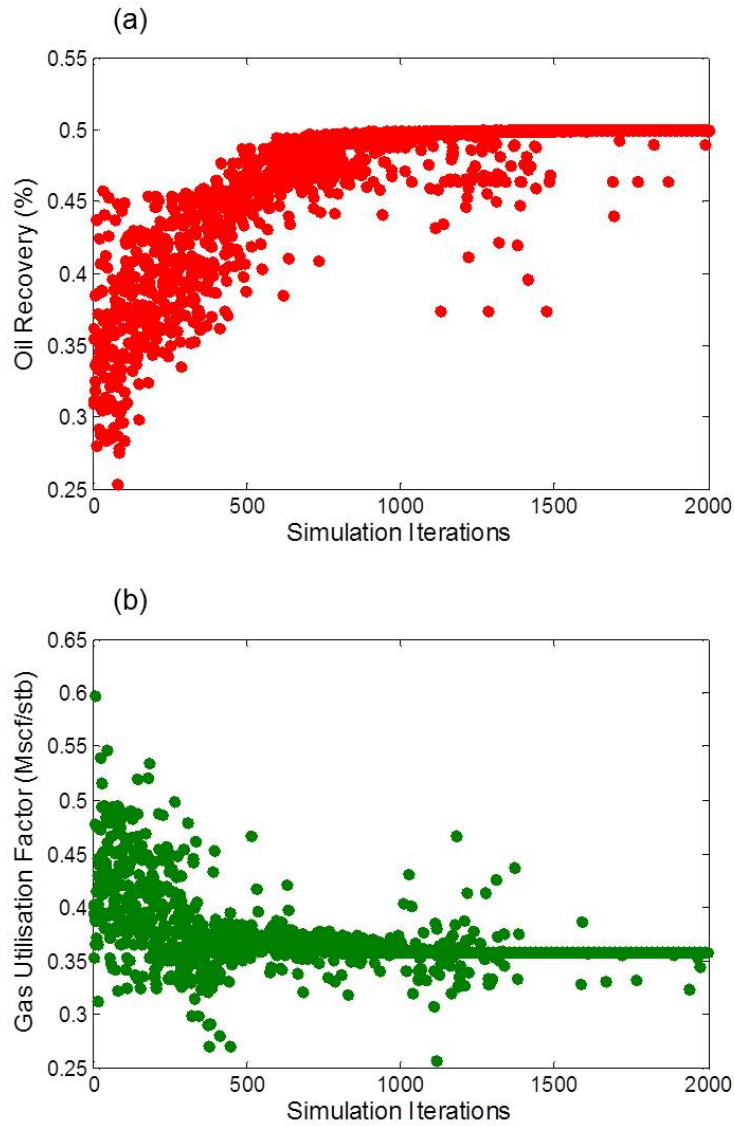 (a)
0.55
0.5
0.45
0.4
0.35
0.3
0.25
Oil Recovery (%)
0 500 1000 1500 2000
Simulation Iterations
(b)
0.65
0.6
0.55
0.5
0.45
0.4
0.35
0.3
0.25
Gas Utilisation Factor (Mscf/stb)
0 500 1000 1500 2000
Simulation Iterations